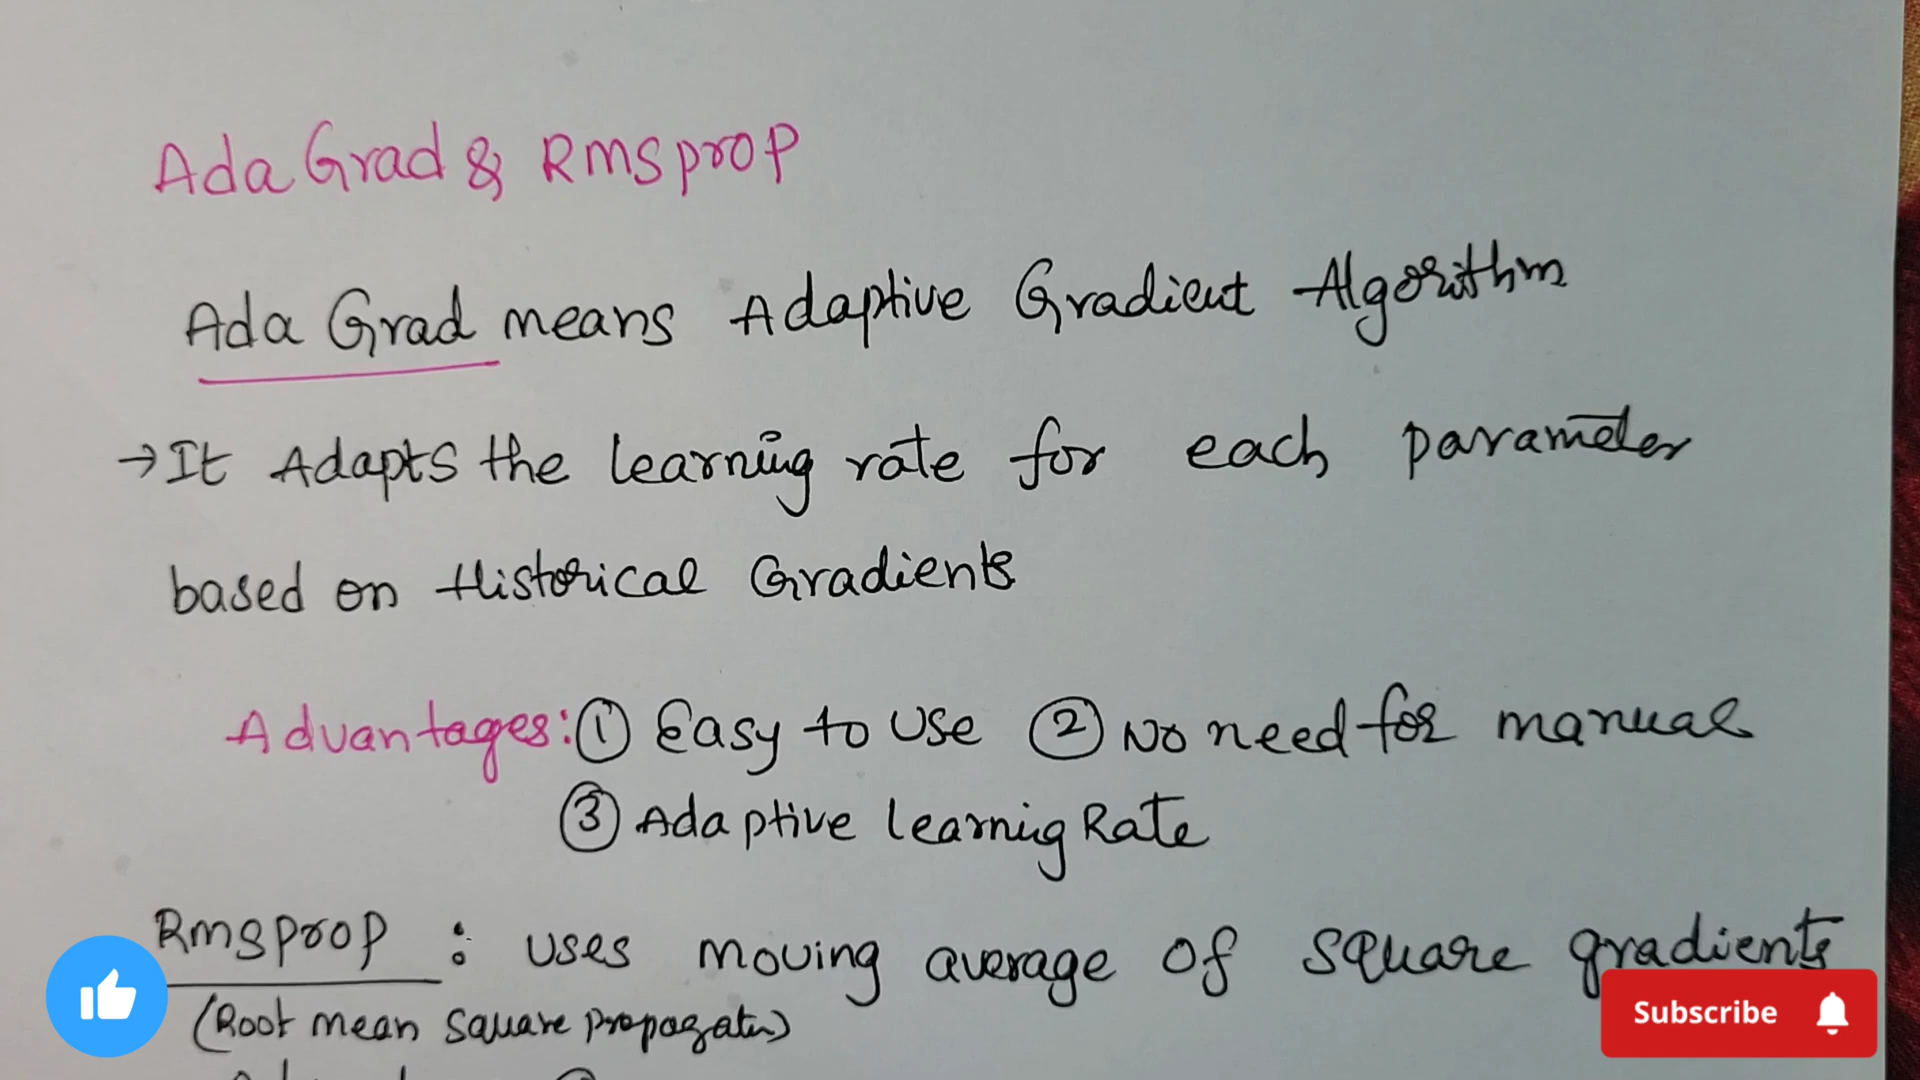 Ada Grad & Rmsprop
Ada Grad means Adaptive Gradient Algorithm
→ It Adapts the learning rate for each parameter
based on Historical Gradients
Advantages: ① Easy to use ② No need for manual
③ Adaptive learning Rate
Rmsprop : uses moving average of square gradients
(Root mean square propagation)
Subscribe